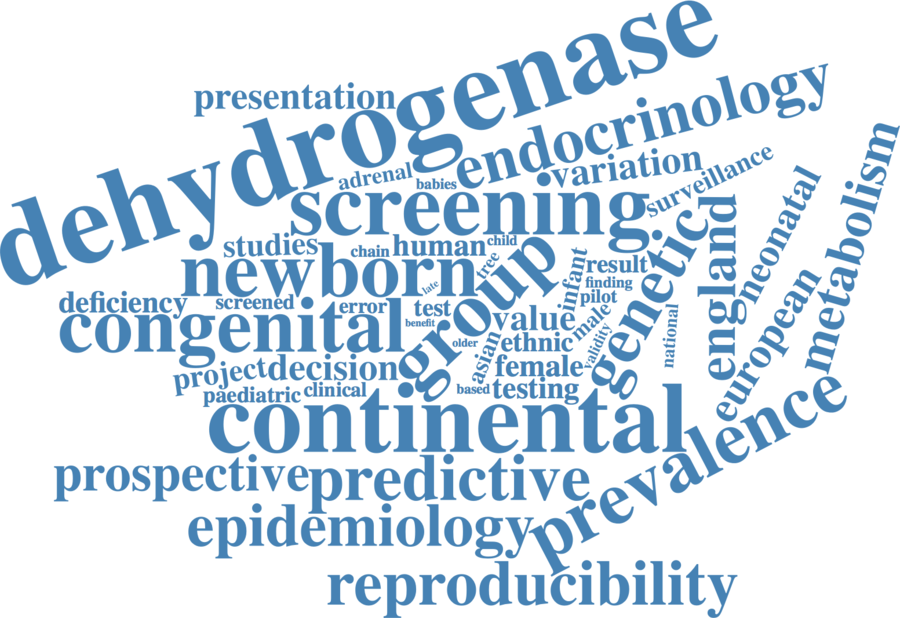 dehydrogenase
presentation
endocrinology
adrenal
babies
variation
surveillance
screening
metabolism
neonatal
studies
chain
human
child
tree
newborn
group
infant
result
genetic
england
late
finding
deficiency
screened
error
test
pilot
european
congenital
benefit
value
male
national
older
asian
ethnic
validity
project
decision
female
paediatric
clinical
based
testing
continental
prevalence
prospective
predictive
epidemiology
reproducibility